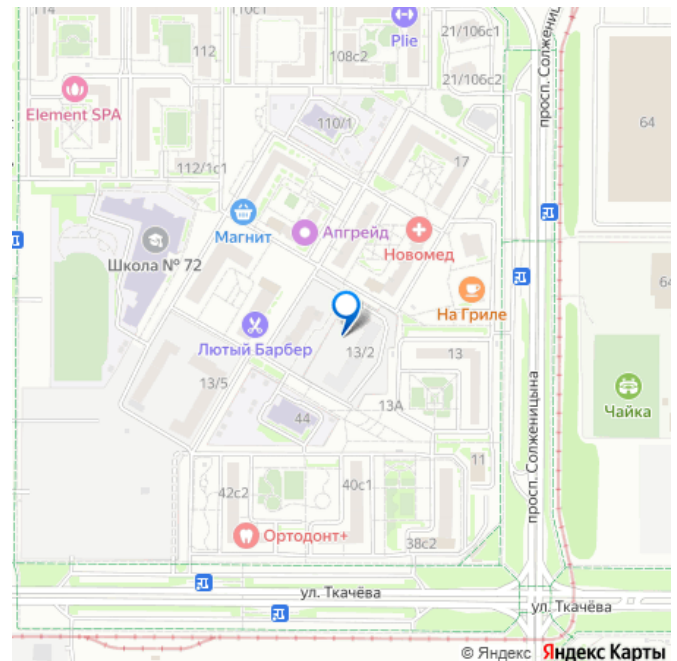 114
110с1
Plie
21/106с1
108с2
112
21/106с2
просп. Солженицына
Element SPA
110/1
64
112/1с1
17
Магнит
Апгрейд
Новомед
Школа № 72
64
На Гриле
Лютый Барбер
13/2
13
13/5
Чайка
13А
44
просп. Солженицына
11
42с2
40с1
Ортодонт+
38с2
ул. Ткачёва
ул. Ткачёва
© Яндекс Яндекс Карты